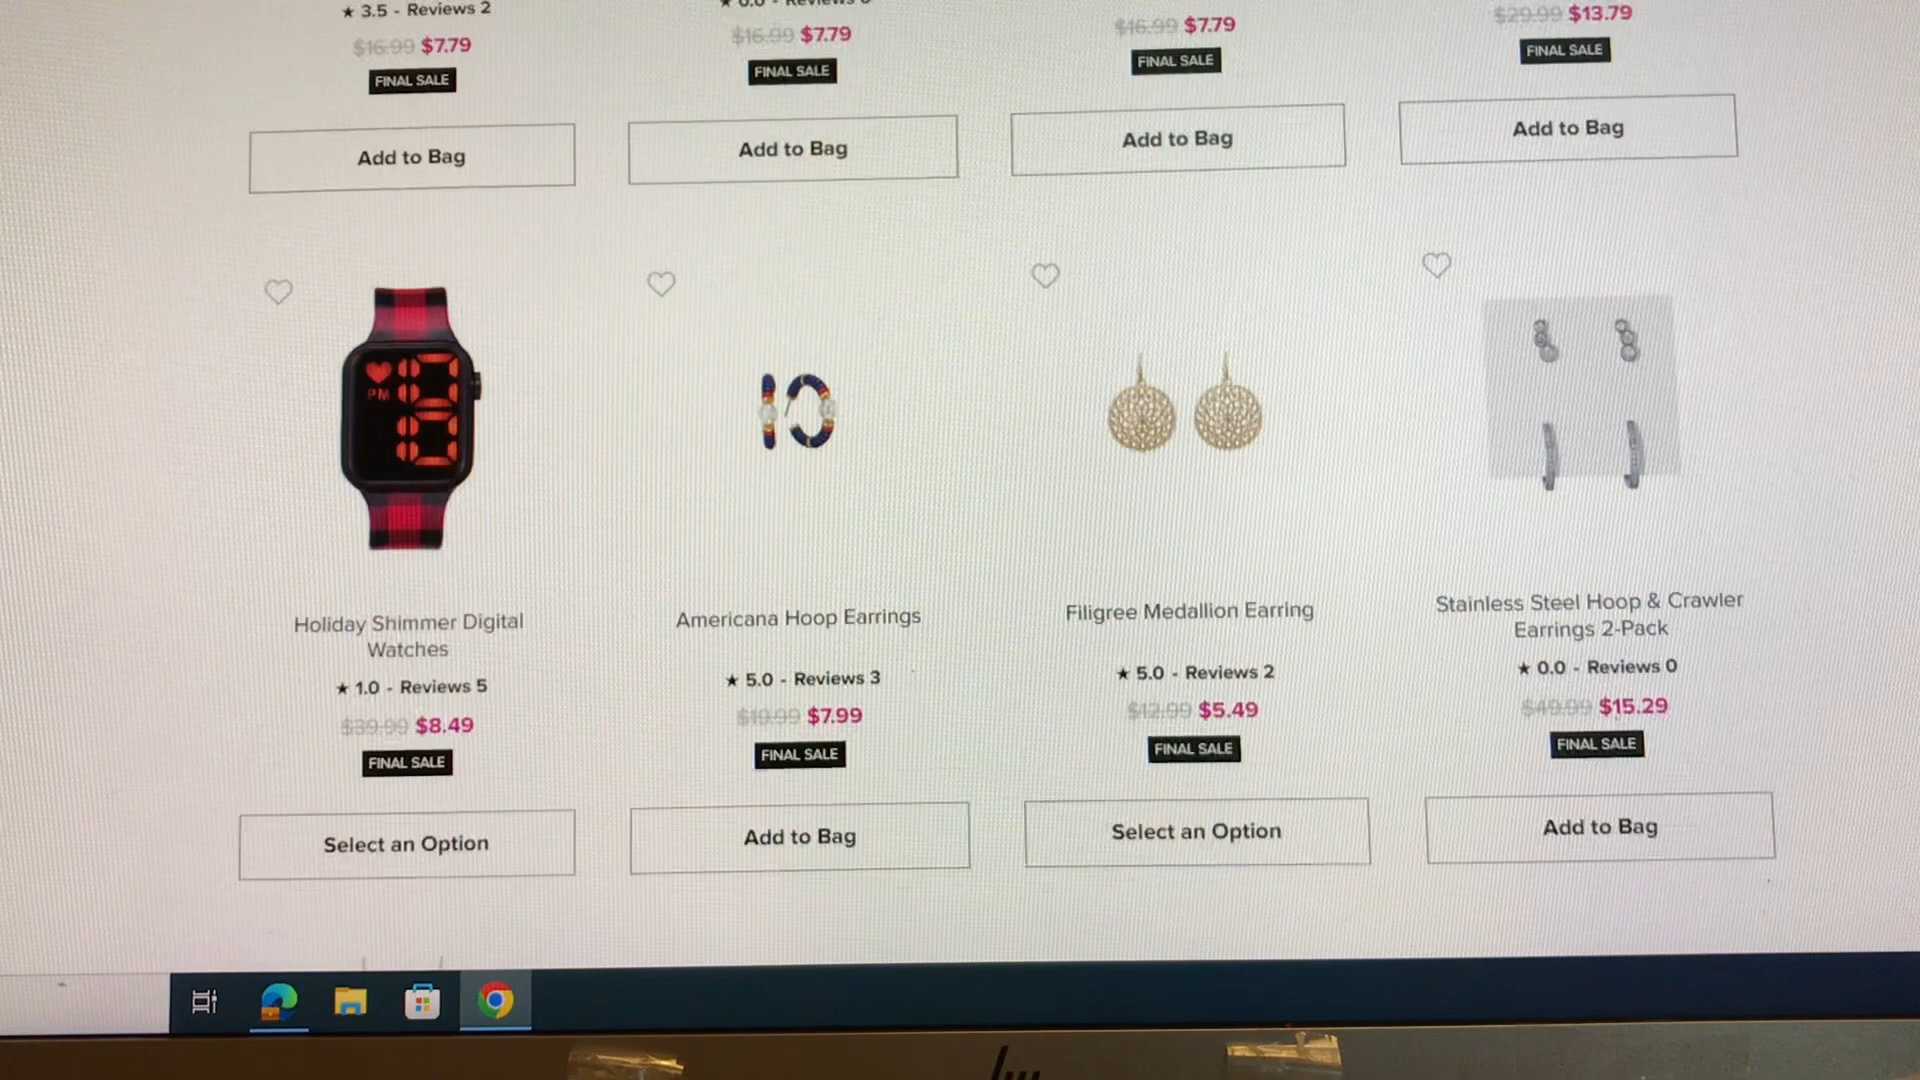 ★ 3.5 - Reviews 2
$16.99 $7.79
FINAL SALE
Add to Bag
$16.99 $7.79
FINAL SALE
Add to Bag
$16.99 $7.79
FINAL SALE
Add to Bag
$29.99 $13.79
FINAL SALE
Add to Bag
PM
10
10
Holiday Shimmer Digital
Watches
★ 1.0 - Reviews 5
$39.99 $8.49
FINAL SALE
Select an Option
Americana Hoop Earrings
★ 5.0 - Reviews 3
$19.99 $7.99
FINAL SALE
Add to Bag
Filigree Medallion Earring
★ 5.0 - Reviews 2
$12.99 $5.49
FINAL SALE
Select an Option
Stainless Steel Hoop & Crawler
Earrings 2-Pack
★ 0.0 - Reviews 0
$49.99 $15.29
FINAL SALE
Add to Bag